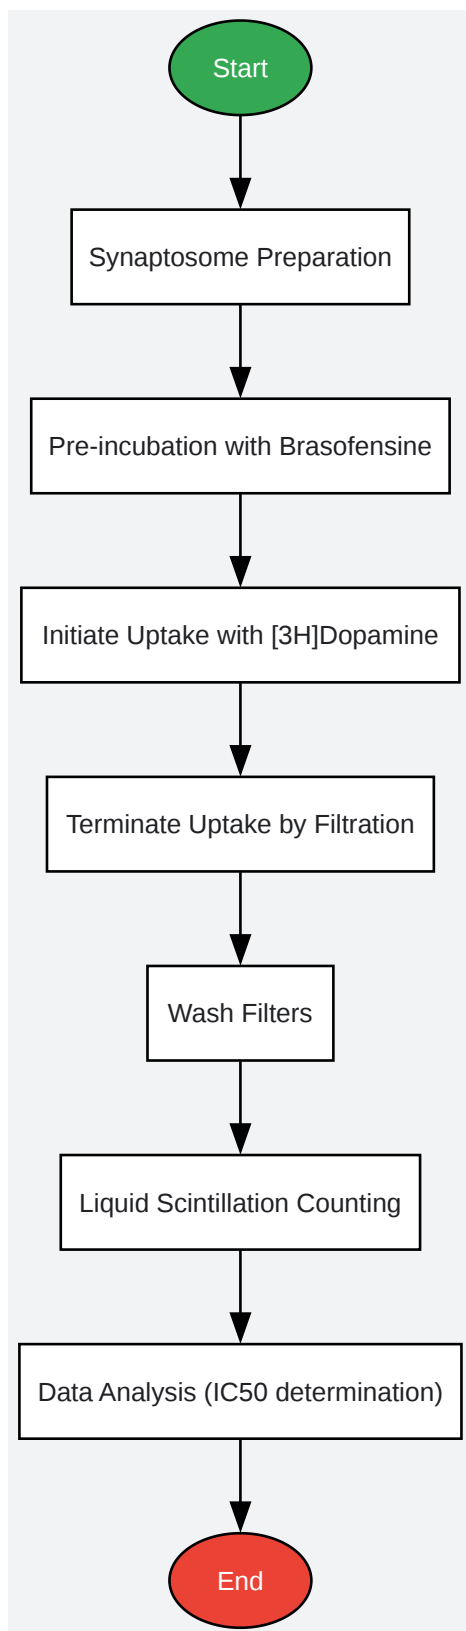 Start
Synaptosome Preparation
Pre-incubation with Brasofensine
Initiate Uptake with [3H]Dopamine
Terminate Uptake by Filtration
Wash Filters
Liquid Scintillation Counting
Data Analysis (IC50 determination)
End